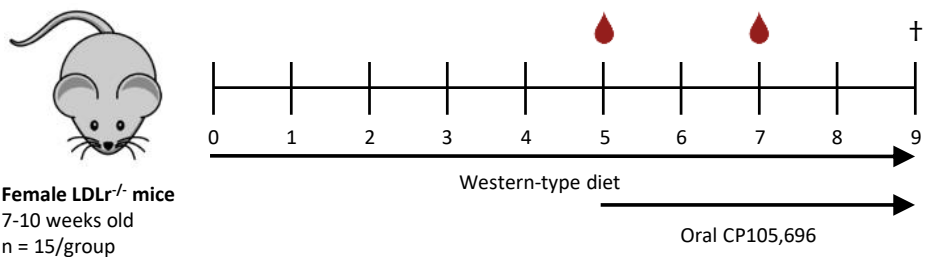 †
0 1 2 3 4 5 6 7 8 9
Western-type diet
Oral CP105,696
Female LDLr-/- mice
7-10 weeks old
n = 15/group